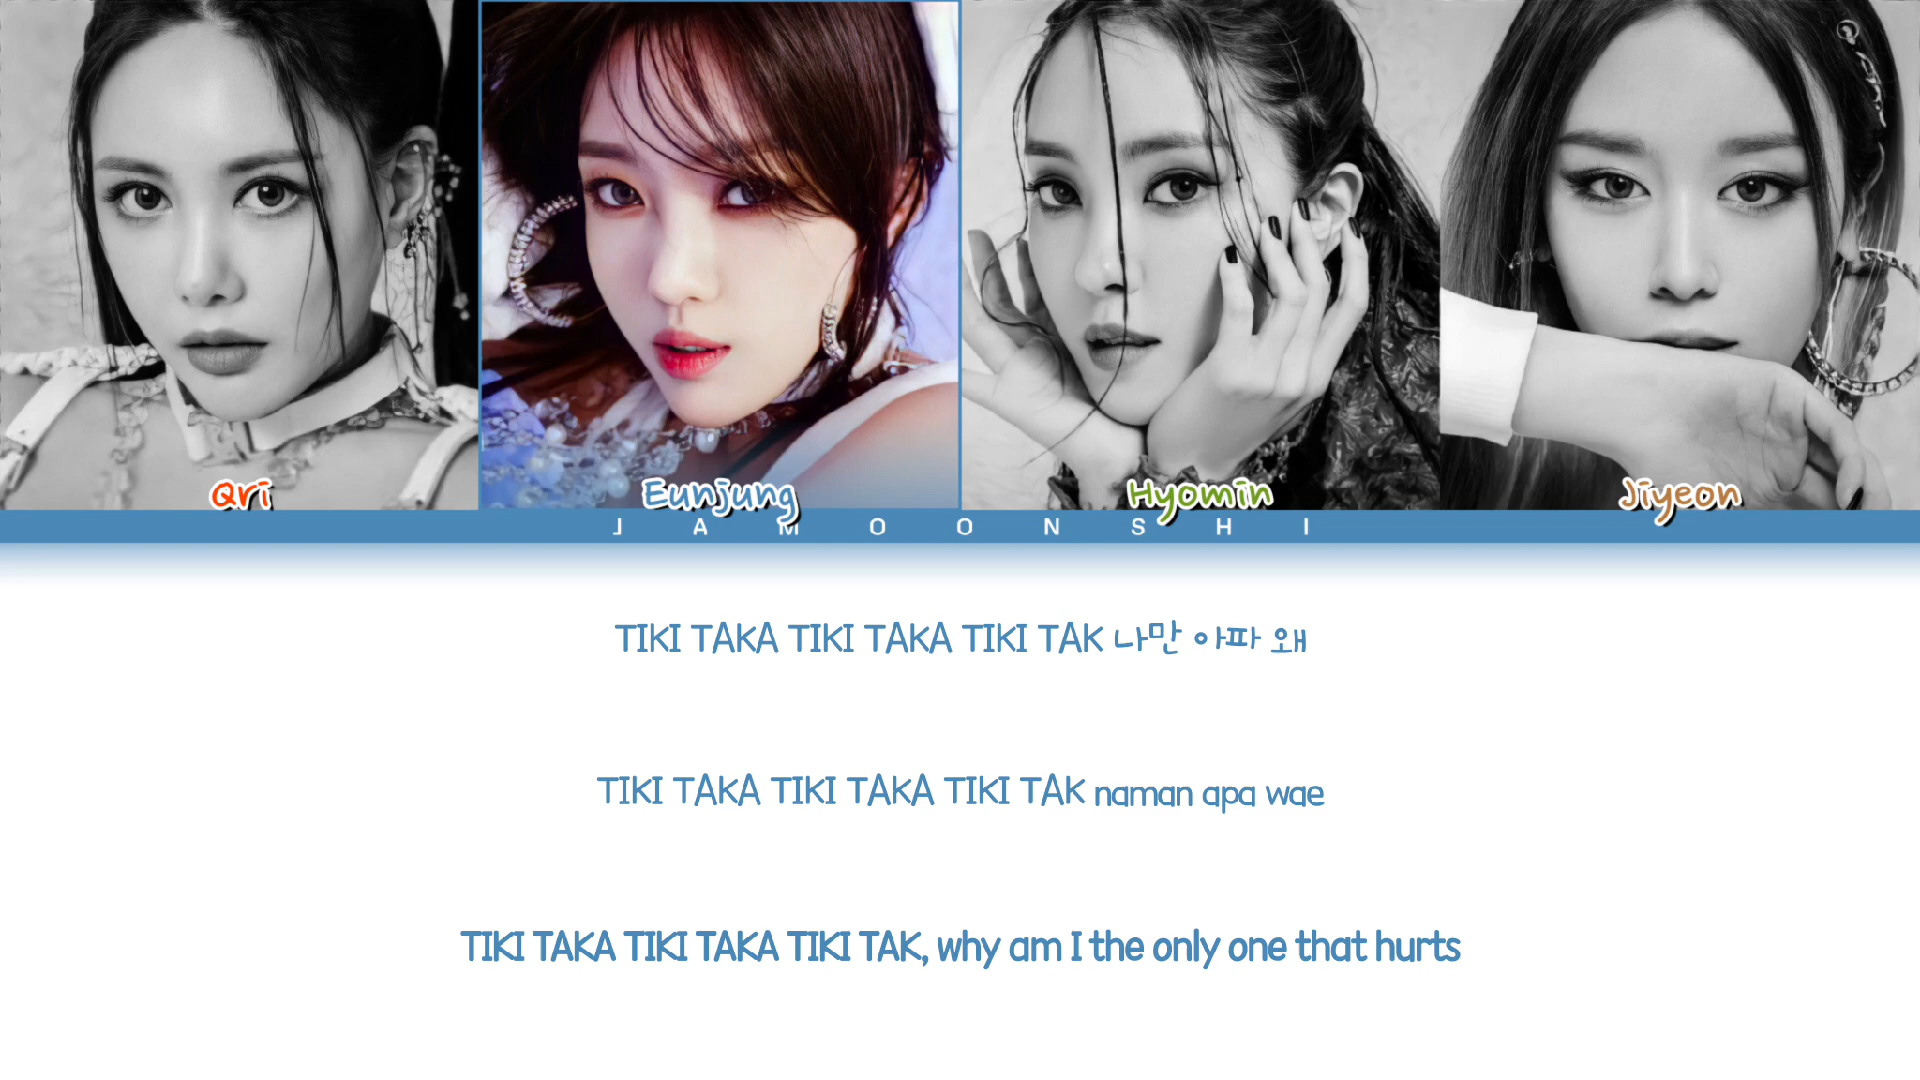 Qri Eunjung Hyomin Jiyeon
JAMOONSHI
TIKI TAKA TIKI TAKA TIKI TAK 나만 아파 왜
TIKI TAKA TIKI TAKA TIKI TAK naman apa wae
TIKI TAKA TIKI TAKA TIKI TAK, why am I the only one that hurts